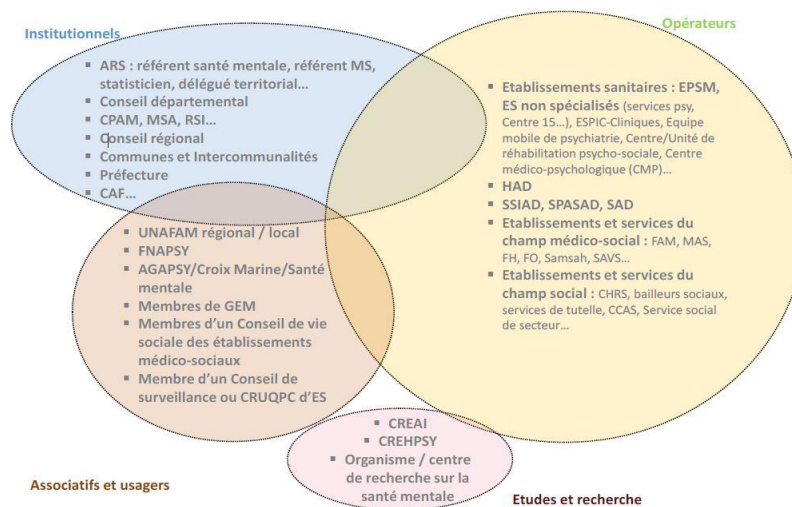 Institutionnels
▪ ARS : référent santé mentale, référent MS,
statisticien, délégué territorial…
▪ Conseil départemental
▪ CPAM, MSA, RSI…
▪ Conseil régional
▪ Communes et Intercommunalités
▪ Préfecture
▪ CAF…
Opérateurs
▪ Etablissements sanitaires : EPSM,
ES non spécialisés (services psy,
Centre 15…), ESPIC-Cliniques, Equipe
mobile de psychiatrie, Centre/Unité de
réhabilitation psycho-sociale, Centre
médico-psychologique (CMP)…
▪ HAD
▪ SSIAD, SPASAD, SAD
▪ Etablissements et services du
champ médico-social : FAM, MAS,
FH, FO, Samsah, SAVS…
▪ Etablissements et services du
champ social : CHRS, bailleurs sociaux,
services de tutelle, CCAS, Service social
de secteur…
▪ UNAFAM régional / local
▪ FNAPSY
▪ AGAPSY/Croix Marine/Santé
mentale
▪ Membres de GEM
▪ Membres d'un Conseil de vie
sociale des établissements
médico-sociaux
▪ Membre d'un Conseil de
surveillance ou CRUQPC d'ES
▪ CREAI
▪ CREHPSY
▪ Organisme / centre
de recherche sur la
santé mentale
Associatifs et usagers
Etudes et recherche